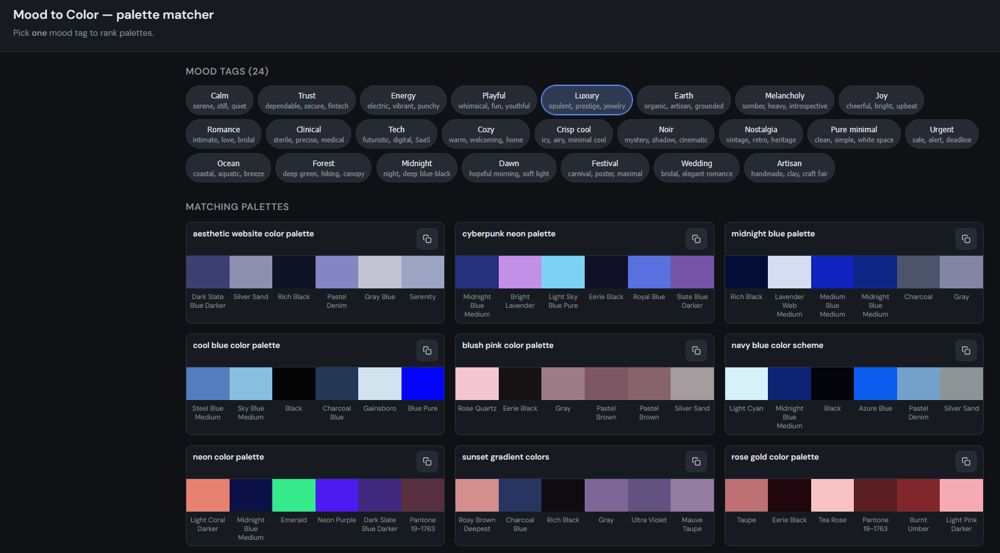 Mood to Color — palette matcher
Pick one mood tag to rank palettes.
MOOD TAGS (24)
Calm
serene, still, quiet
Trust
dependable, secure, fintech
Energy
electric, vibrant, punchy
Playful
whimsical, fun, youthful
Luxury
opulent, prestige, jewelry
Earth
organic, artisan, grounded
Melancholy
somber, heavy, introspective
Joy
cheerful, bright, upbeat
Romance
intimate, love, bridal
Clinical
sterile, precise, medical
Tech
futuristic, digital, SaaS
Cozy
warm, welcoming, home
Crisp cool
icy, airy, minimal cool
Noir
mystery, shadow, cinematic
Nostalgia
vintage, retro, heritage
Pure minimal
clean, simple, white space
Urgent
sale, alert, deadline
Ocean
coastal, aquatic, breeze
Forest
deep green, hiking, canopy
Midnight
night, deep blue-black
Dawn
hopeful morning, soft light
Festival
carnival, poster, maximal
Wedding
bridal, elegant romance
Artisan
handmade, clay, craft fair
MATCHING PALETTES
aesthetic website color palette
Dark Slate
Blue Darker
Silver Sand
Rich Black
Pastel
Denim
Gray Blue
Serenity
cyberpunk neon palette
Midnight
Blue
Medium
Bright
Lavender
Light Sky
Blue Pure
Eerie Black
Royal Blue
Slate Blue
Darker
midnight blue palette
Rich Black
Lavender
Web
Medium
Medium
Blue
Medium
Midnight
Blue
Medium
Charcoal
Gray
cool blue color palette
Steel Blue
Medium
Sky Blue
Medium
Black
Charcoal
Blue
Gainsboro
Blue Pure
blush pink color palette
Rose Quartz
Eerie Black
Gray
Pastel
Brown
Pastel
Brown
Silver Sand
navy blue color scheme
Light Cyan
Midnight
Blue
Medium
Black
Azure Blue
Pastel
Denim
Silver Sand
neon color palette
Light Coral
Darker
Midnight
Blue
Medium
Emerald
Neon Purple
Dark Slate
Blue Darker
Pantone
19-1763
sunset gradient colors
Rosy Brown
Deepest
Charcoal
Blue
Rich Black
Gray
Ultra Violet
Mauve
Taupe
rose gold color palette
Taupe
Eerie Black
Tea Rose
Pantone
19-1763
Burnt
Umber
Light Pink
Darker